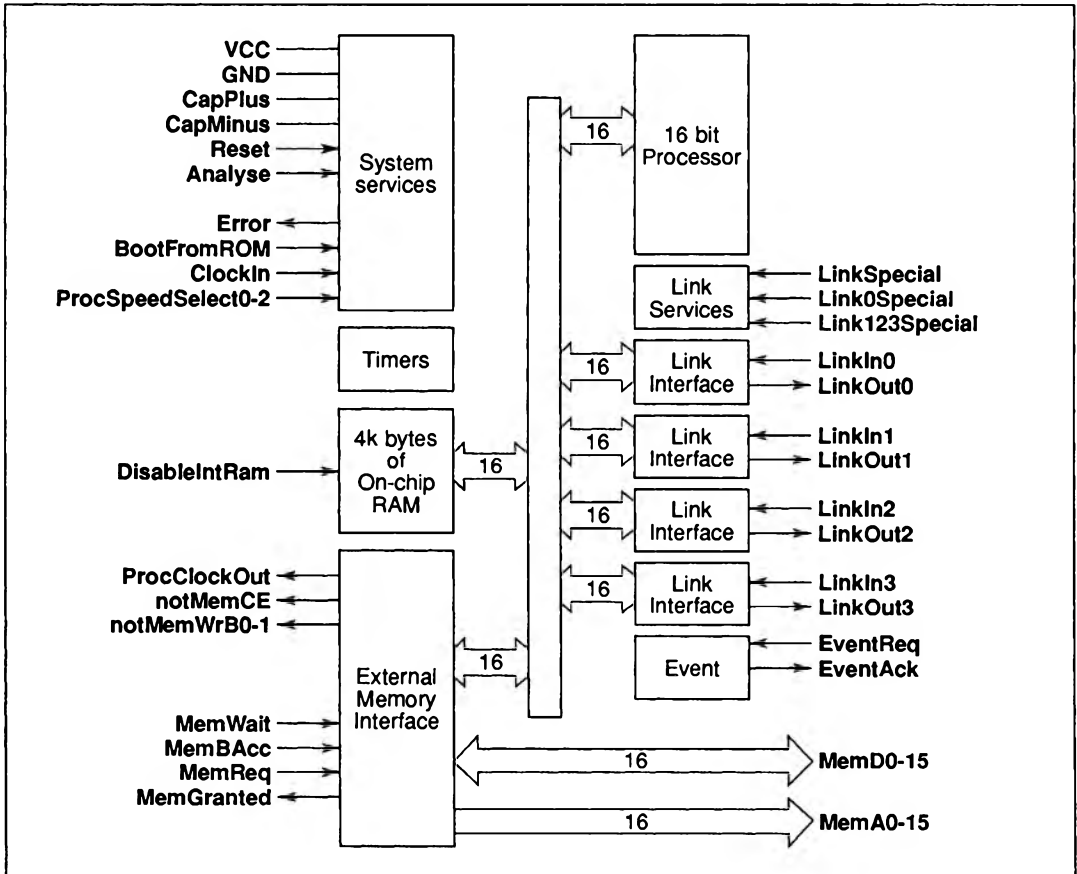 VCC
GND
CapPlus
CapMinus
Reset
Analyse
Error
BootFromROM
ClockIn
ProcSpeedSelect0-2
System
services
Timers
4k bytes
of
On-chip
RAM
DisableIntRam
16
ProcClockOut
notMemCE
notMemWrB0-1
MemWait
MemBAcc
MemReq
MemGranted
External
Memory
Interface
16
16
16 bit
Processor
Link
Services
LinkSpecial
Link0Special
Link123Special
16
Link
Interface
LinkIn0
LinkOut0
16
Link
Interface
LinkIn1
LinkOut1
16
Link
Interface
LinkIn2
LinkOut2
16
Link
Interface
LinkIn3
LinkOut3
Event
EventReq
EventAck
16
MemD0-15
16
MemA0-15